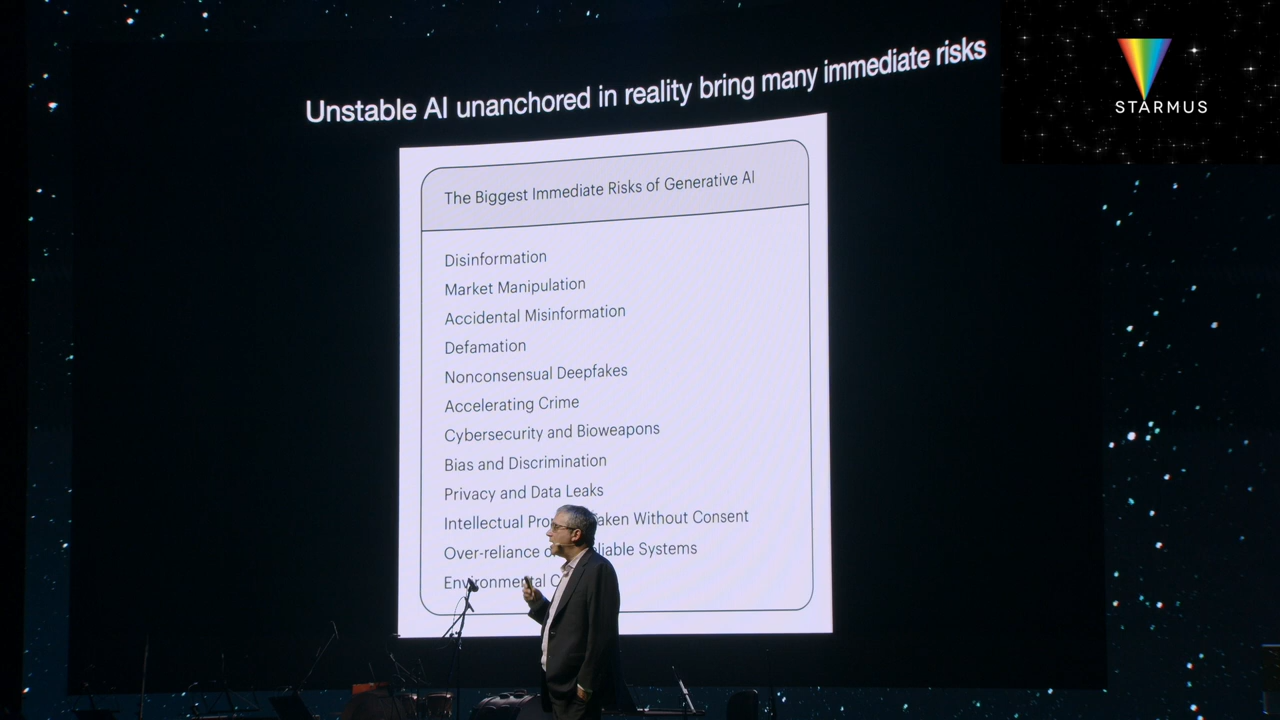 Unstable AI unanchored in reality bring many immediate risks
STARMUS
The Biggest Immediate Risks of Generative AI
Disinformation
Market Manipulation
Accidental Misinformation
Defamation
Nonconsensual Deepfakes
Accelerating Crime
Cybersecurity and Bioweapons
Bias and Discrimination
Privacy and Data Leaks
Intellectual Without Consent
Over-reliance Systems
Environmental